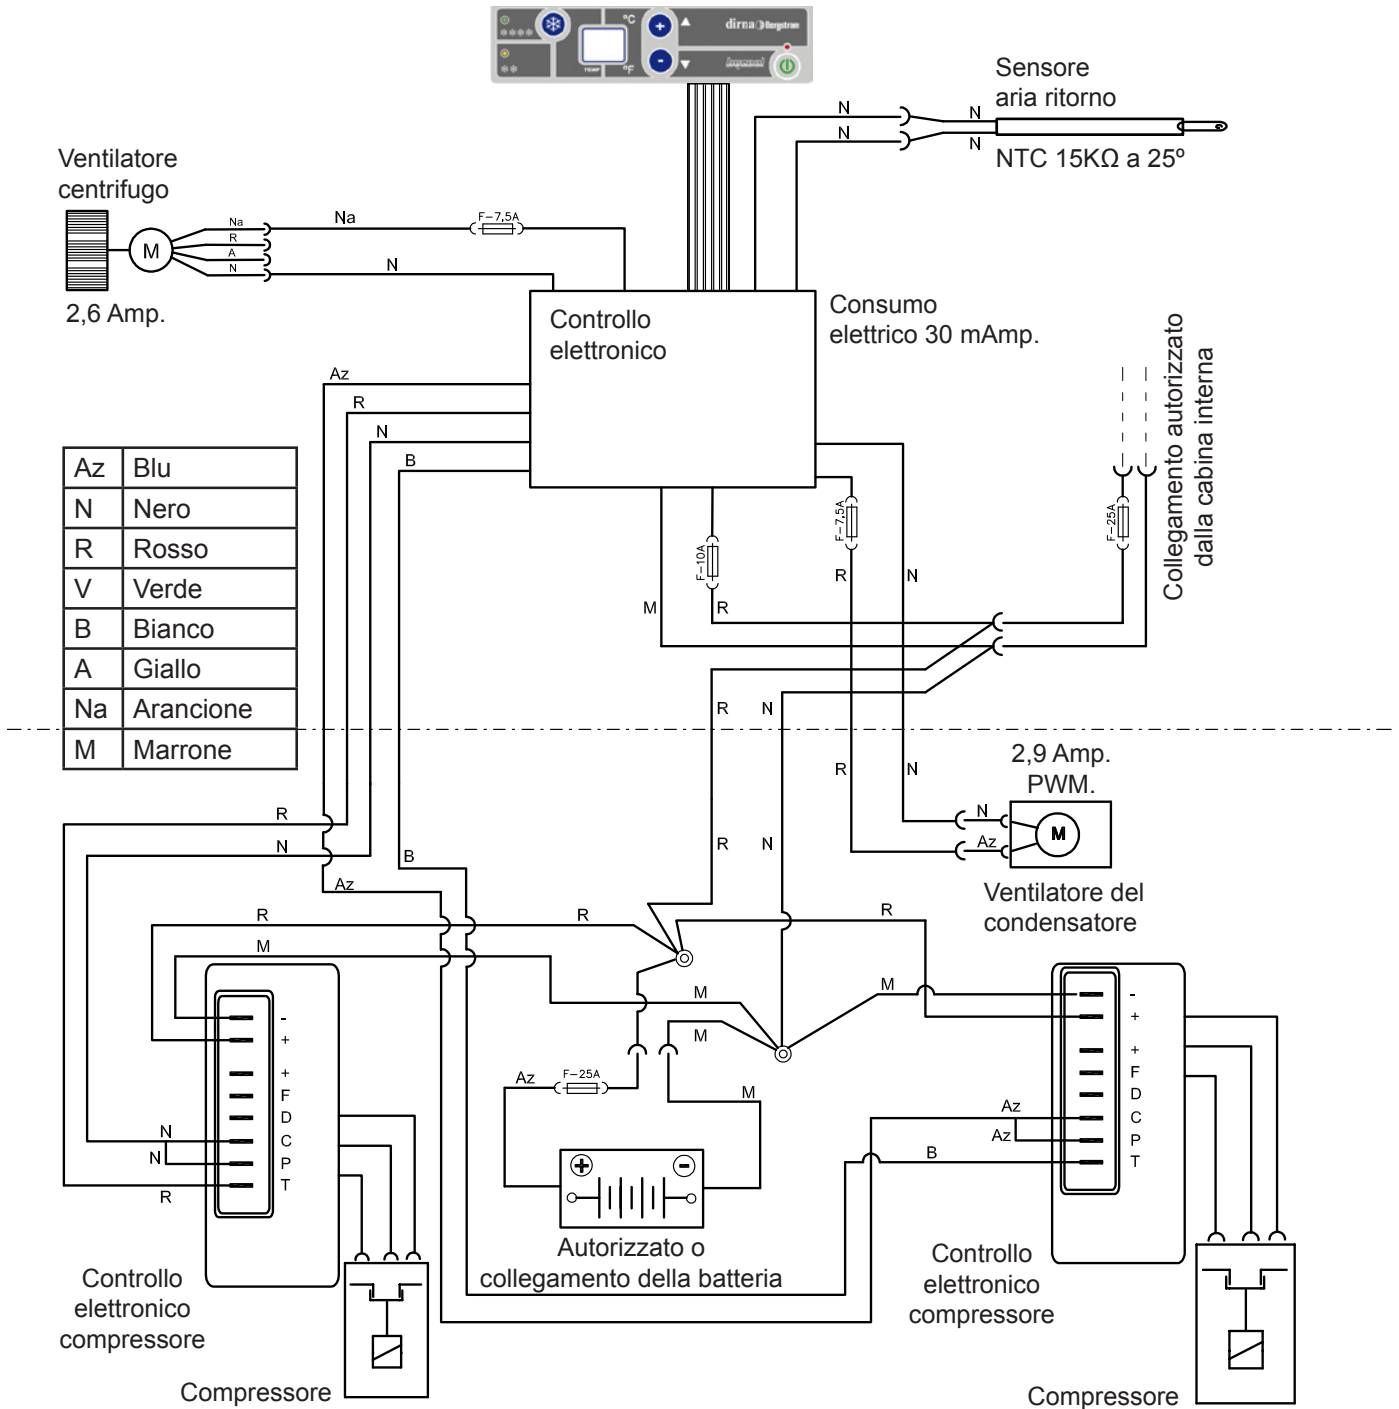 °C
dirna Bergstrom
TEMP
°F
Sensore
aria ritorno
N
N
N
N
NTC 15KΩ a 25º
Ventilatore
centrifugo
Na
R
A
N
Na
F-7,5A
N
M
2,6 Amp.
Controllo
elettronico
Consumo
elettrico 30 mAmp.
Collegamento autorizzato
dalla cabina interna
Az
R
N
B
Az Blu
N Nero
R Rosso
V Verde
B Bianco
A Giallo
Na Arancione
M Marrone
F-10A
F-7,5A
F-25A
M
R
R
N
R
N
R
N
2,9 Amp.
PWM.
N
Az
M
Ventilatore del
condensatore
R
N
B
Az
R
N
R
R
R
M
M
M
M
-
+
+
F
D
C
P
T
N
N
R
Az
F-25A
M
+
-
Autorizzato o
collegamento della batteria
-
+
+
F
D
C
P
T
Az
Az
B
Controllo
elettronico
compressore
Compressore
Controllo
elettronico
compressore
Compressore